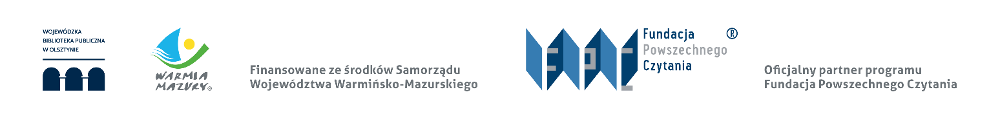 WOJEWÓDZKA
BIBLIOTEKA PUBLICZNA
W OLSZTYNIE
WARMIA
MAZURY®
Finansowane ze środków Samorządu
Województwa Warmińsko-Mazurskiego
FPC
Fundacja ®
Powszechnego
Czytania
Oficjalny partner programu
Fundacja Powszechnego Czytania